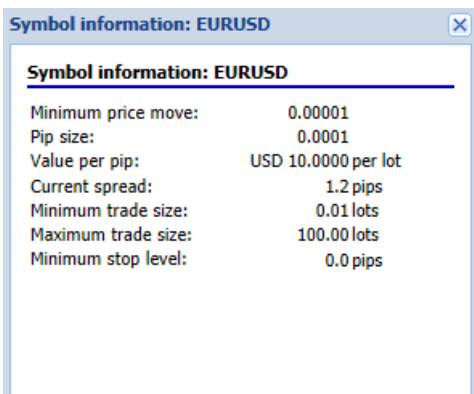 Symbol information: EURUSD
Symbol information: EURUSD
Minimum price move: 0.00001
Pip size: 0.0001
Value per pip: USD 10.0000 per lot
Current spread: 1.2 pips
Minimum trade size: 0.01 lots
Maximum trade size: 100.00 lots
Minimum stop level: 0.0 pips